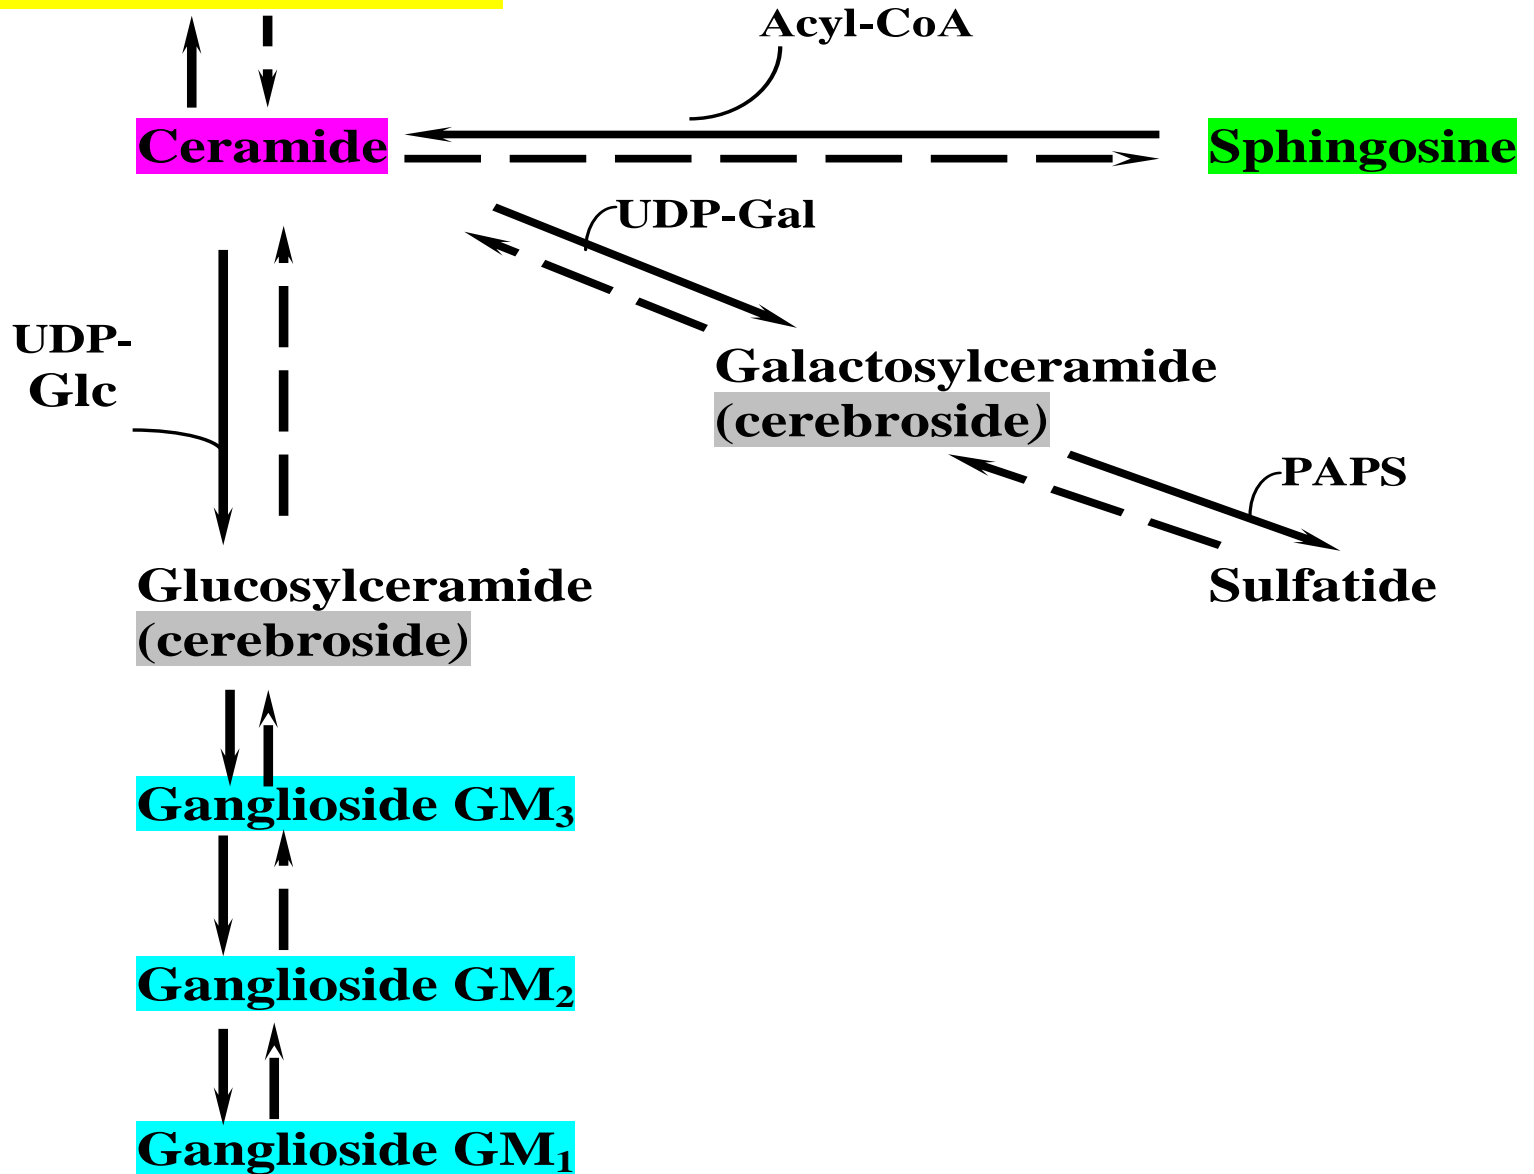 Acyl-CoA
Ceramide
Sphingosine
UDP-Gal
UDP-
Glc
Galactosylceramide
(cerebroside)
PAPS
Glucosylceramide
(cerebroside)
Sulfatide
Ganglioside GM₃
Ganglioside GM₂
Ganglioside GM₁